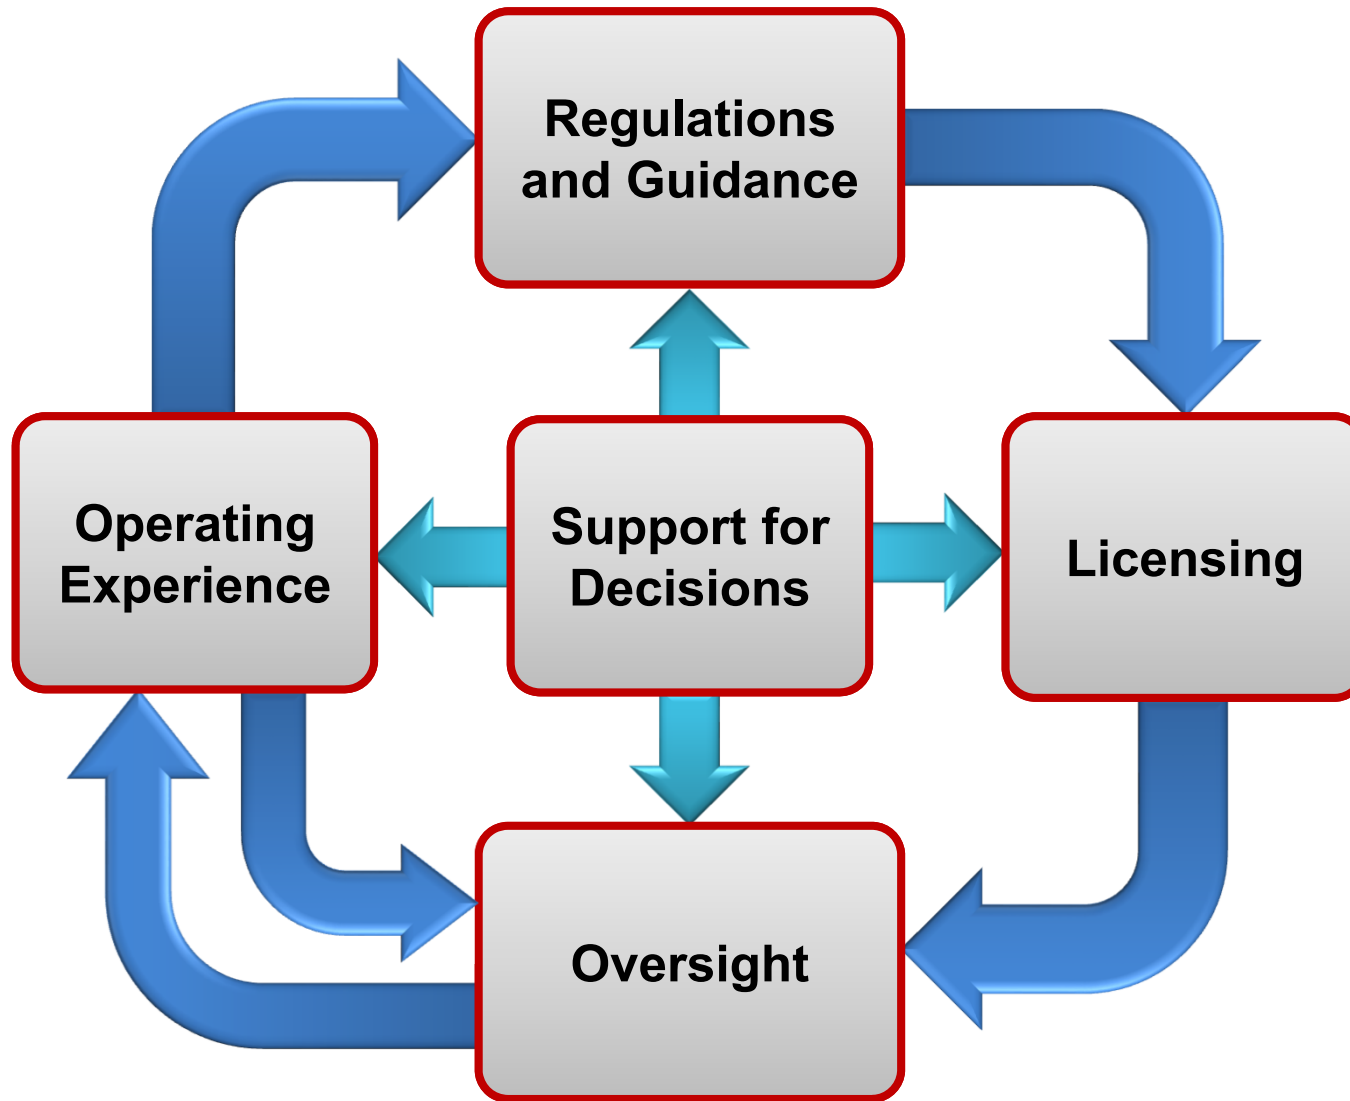 Regulations
and Guidance
Operating
Experience
Support for
Decisions
Licensing
Oversight